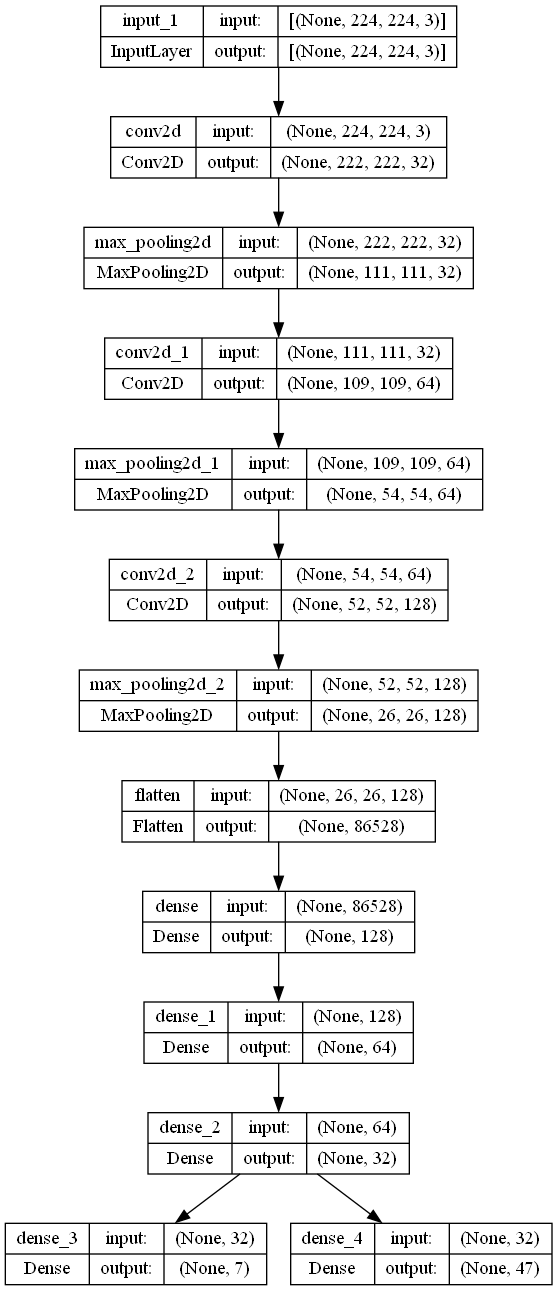 input_1 input: [(None, 224, 224, 3)]
InputLayer output: [(None, 224, 224, 3)]
conv2d input: (None, 224, 224, 3)
Conv2D output: (None, 222, 222, 32)
max_pooling2d input: (None, 222, 222, 32)
MaxPooling2D output: (None, 111, 111, 32)
conv2d_1 input: (None, 111, 111, 32)
Conv2D output: (None, 109, 109, 64)
max_pooling2d_1 input: (None, 109, 109, 64)
MaxPooling2D output: (None, 54, 54, 64)
conv2d_2 input: (None, 54, 54, 64)
Conv2D output: (None, 52, 52, 128)
max_pooling2d_2 input: (None, 52, 52, 128)
MaxPooling2D output: (None, 26, 26, 128)
flatten input: (None, 26, 26, 128)
Flatten output: (None, 86528)
dense input: (None, 86528)
Dense output: (None, 128)
dense_1 input: (None, 128)
Dense output: (None, 64)
dense_2 input: (None, 64)
Dense output: (None, 32)
dense_3 input: (None, 32)
Dense output: (None, 7)
dense_4 input: (None, 32)
Dense output: (None, 47)